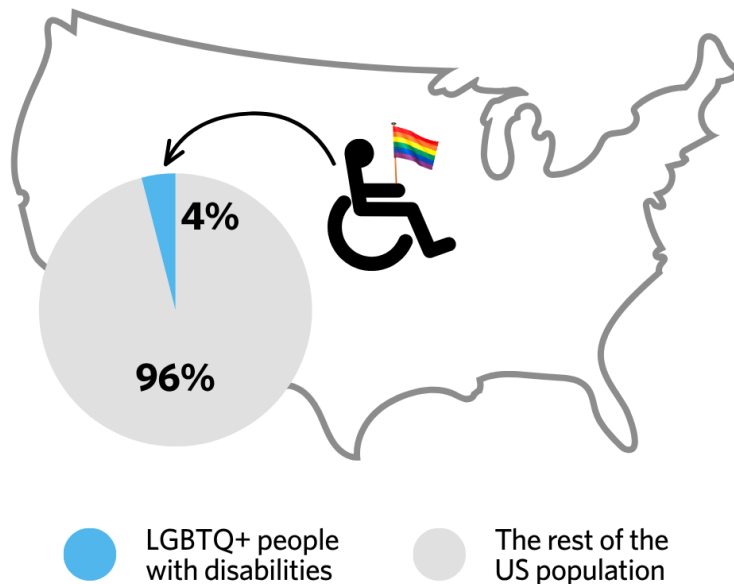 4%
96%
LGBTQ+ people
with disabilities
The rest of the
US population